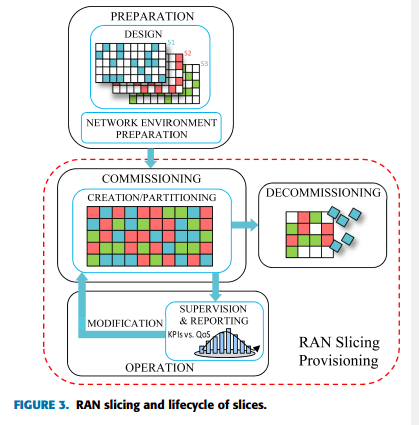 PREPARATION
DESIGN
S1
S2
S3
NETWORK ENVIRONMENT
PREPARATION
COMMISSIONING
CREATION/PARTITIONING
DECOMMISSIONING
SUPERVISION
& REPORTING
MODIFICATION
KPIs vs. QoS
OPERATION
RAN Slicing
Provisioning
FIGURE 3. RAN slicing and lifecycle of slices.